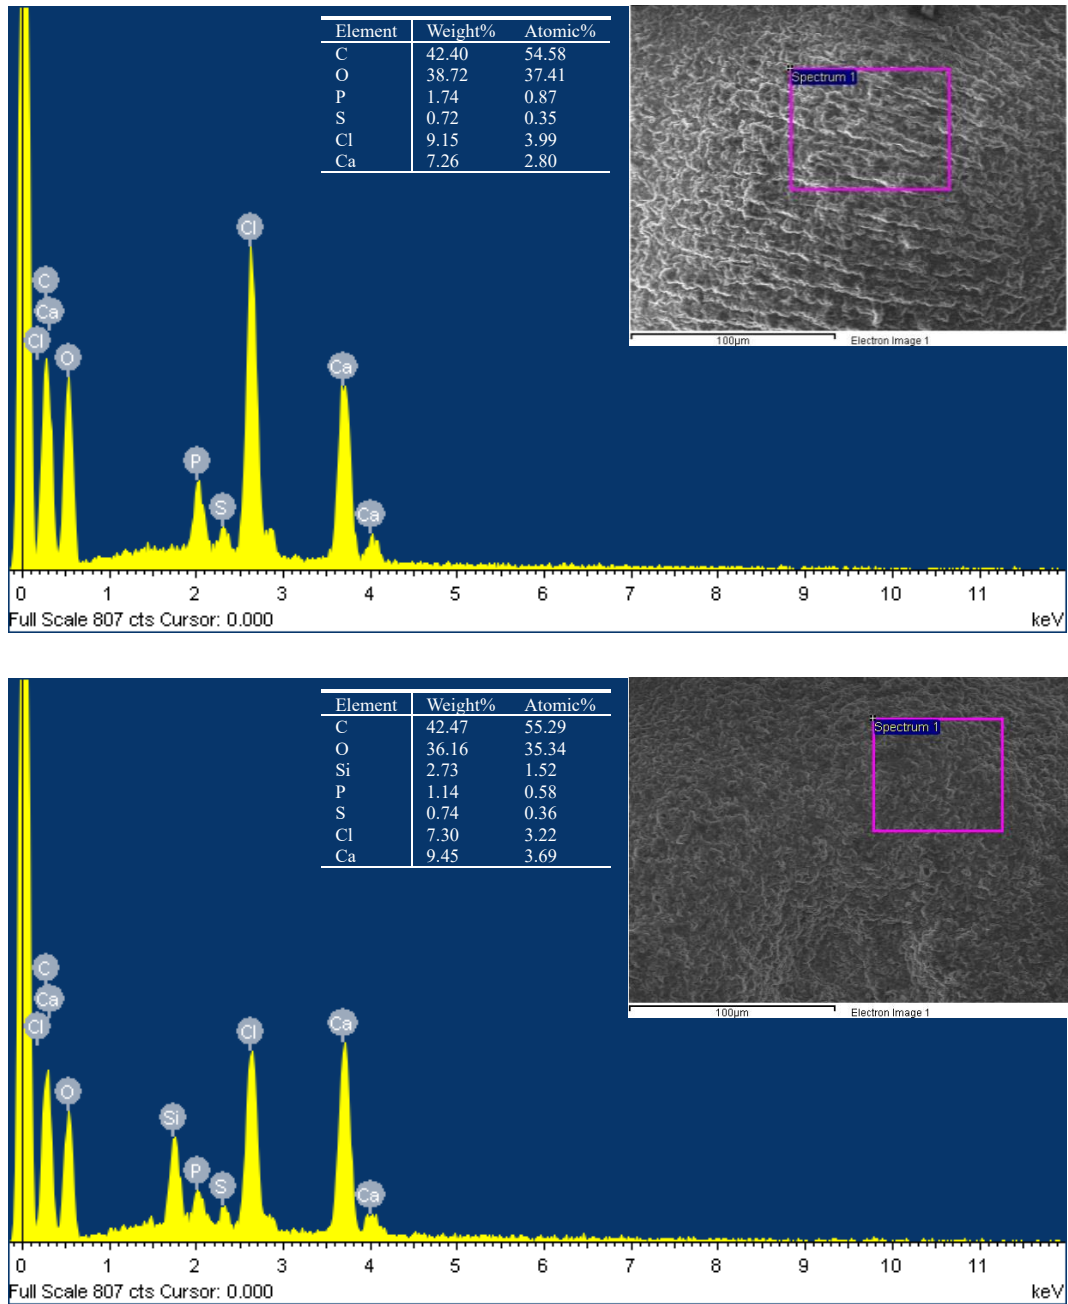 Element Weight% Atomic%
C 42.40 54.58
O 38.72 37.41
P 1.74 0.87
S 0.72 0.35
Cl 9.15 3.99
Ca 7.26 2.80
Spectrum 1
100µm Electron Image 1
Cl
C
Ca
Cl
O
Ca
P
S
Ca
0 1 2 3 4 5 6 7 8 9 10 11
Full Scale 807 cts Cursor: 0.000 keV
Element Weight% Atomic%
C 42.47 55.29
O 36.16 35.34
Si 2.73 1.52
P 1.14 0.58
S 0.74 0.36
Cl 7.30 3.22
Ca 9.45 3.69
Spectrum 1
100µm Electron Image 1
C
Ca
Cl
Cl
Ca
O
Si
P
S
Ca
0 1 2 3 4 5 6 7 8 9 10 11
Full Scale 807 cts Cursor: 0.000 keV